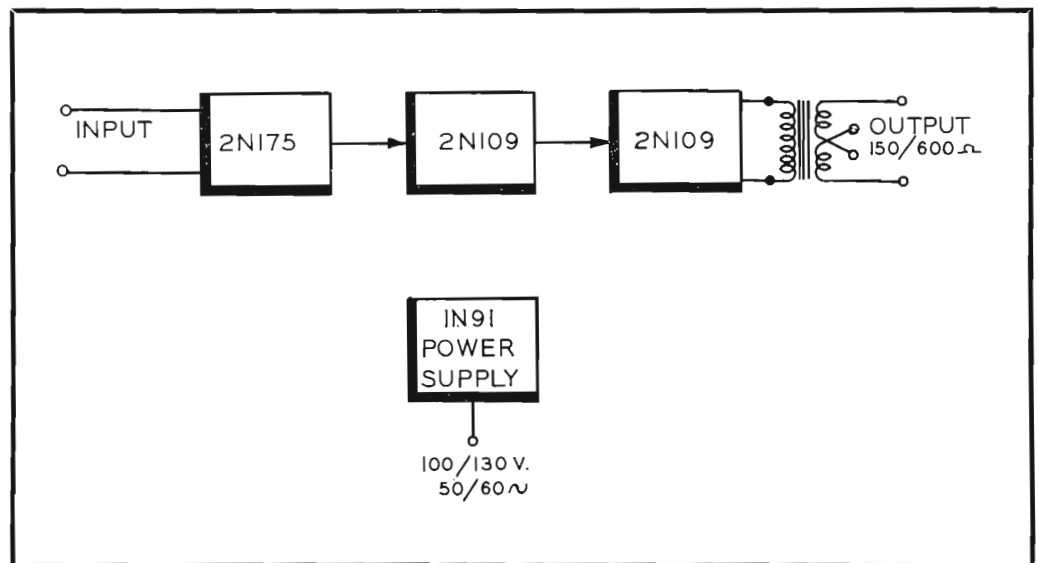 INPUT
2N175
2N109
2N109
OUTPUT
150/600 Ω
1N91
POWER
SUPPLY
100/130 V.
50/60 ~